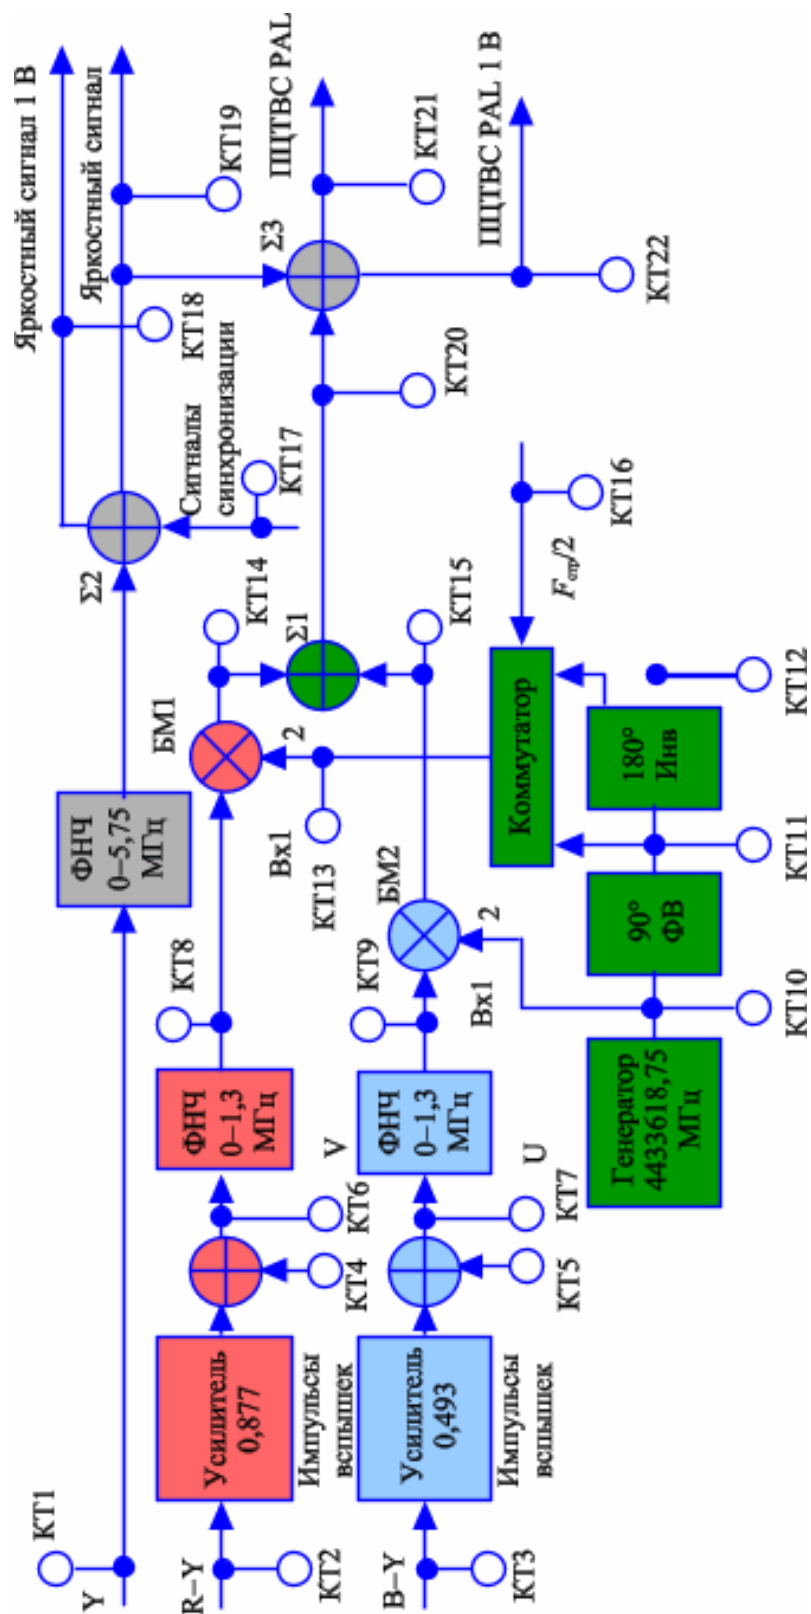 КТ1
Y
ФНЧ
0–5,75
МГц
Σ2
Яркостный сигнал 1 В
Яркостный сигнал
КТ18
КТ19
Сигналы
синхронизации
КТ17
R–Y
КТ2
Усилитель
0,877
Импульсы
вспышек
КТ4
КТ6
ФНЧ
0–1,3
МГц
V
КТ8
БМ1
Вх1
2
КТ13
КТ14
Σ1
КТ20
Σ3
ПЦТВС PAL
КТ21
ПЦТВС PAL 1 В
КТ22
B–Y
КТ3
Усилитель
0,493
Импульсы
вспышек
КТ5
КТ7
ФНЧ
0–1,3
МГц
U
КТ9
БМ2
Вх1
2
КТ15
Коммутатор
Fстр/2
КТ16
Генератор
4433618,75
МГц
КТ10
90°
ФВ
КТ11
180°
Инв
КТ12